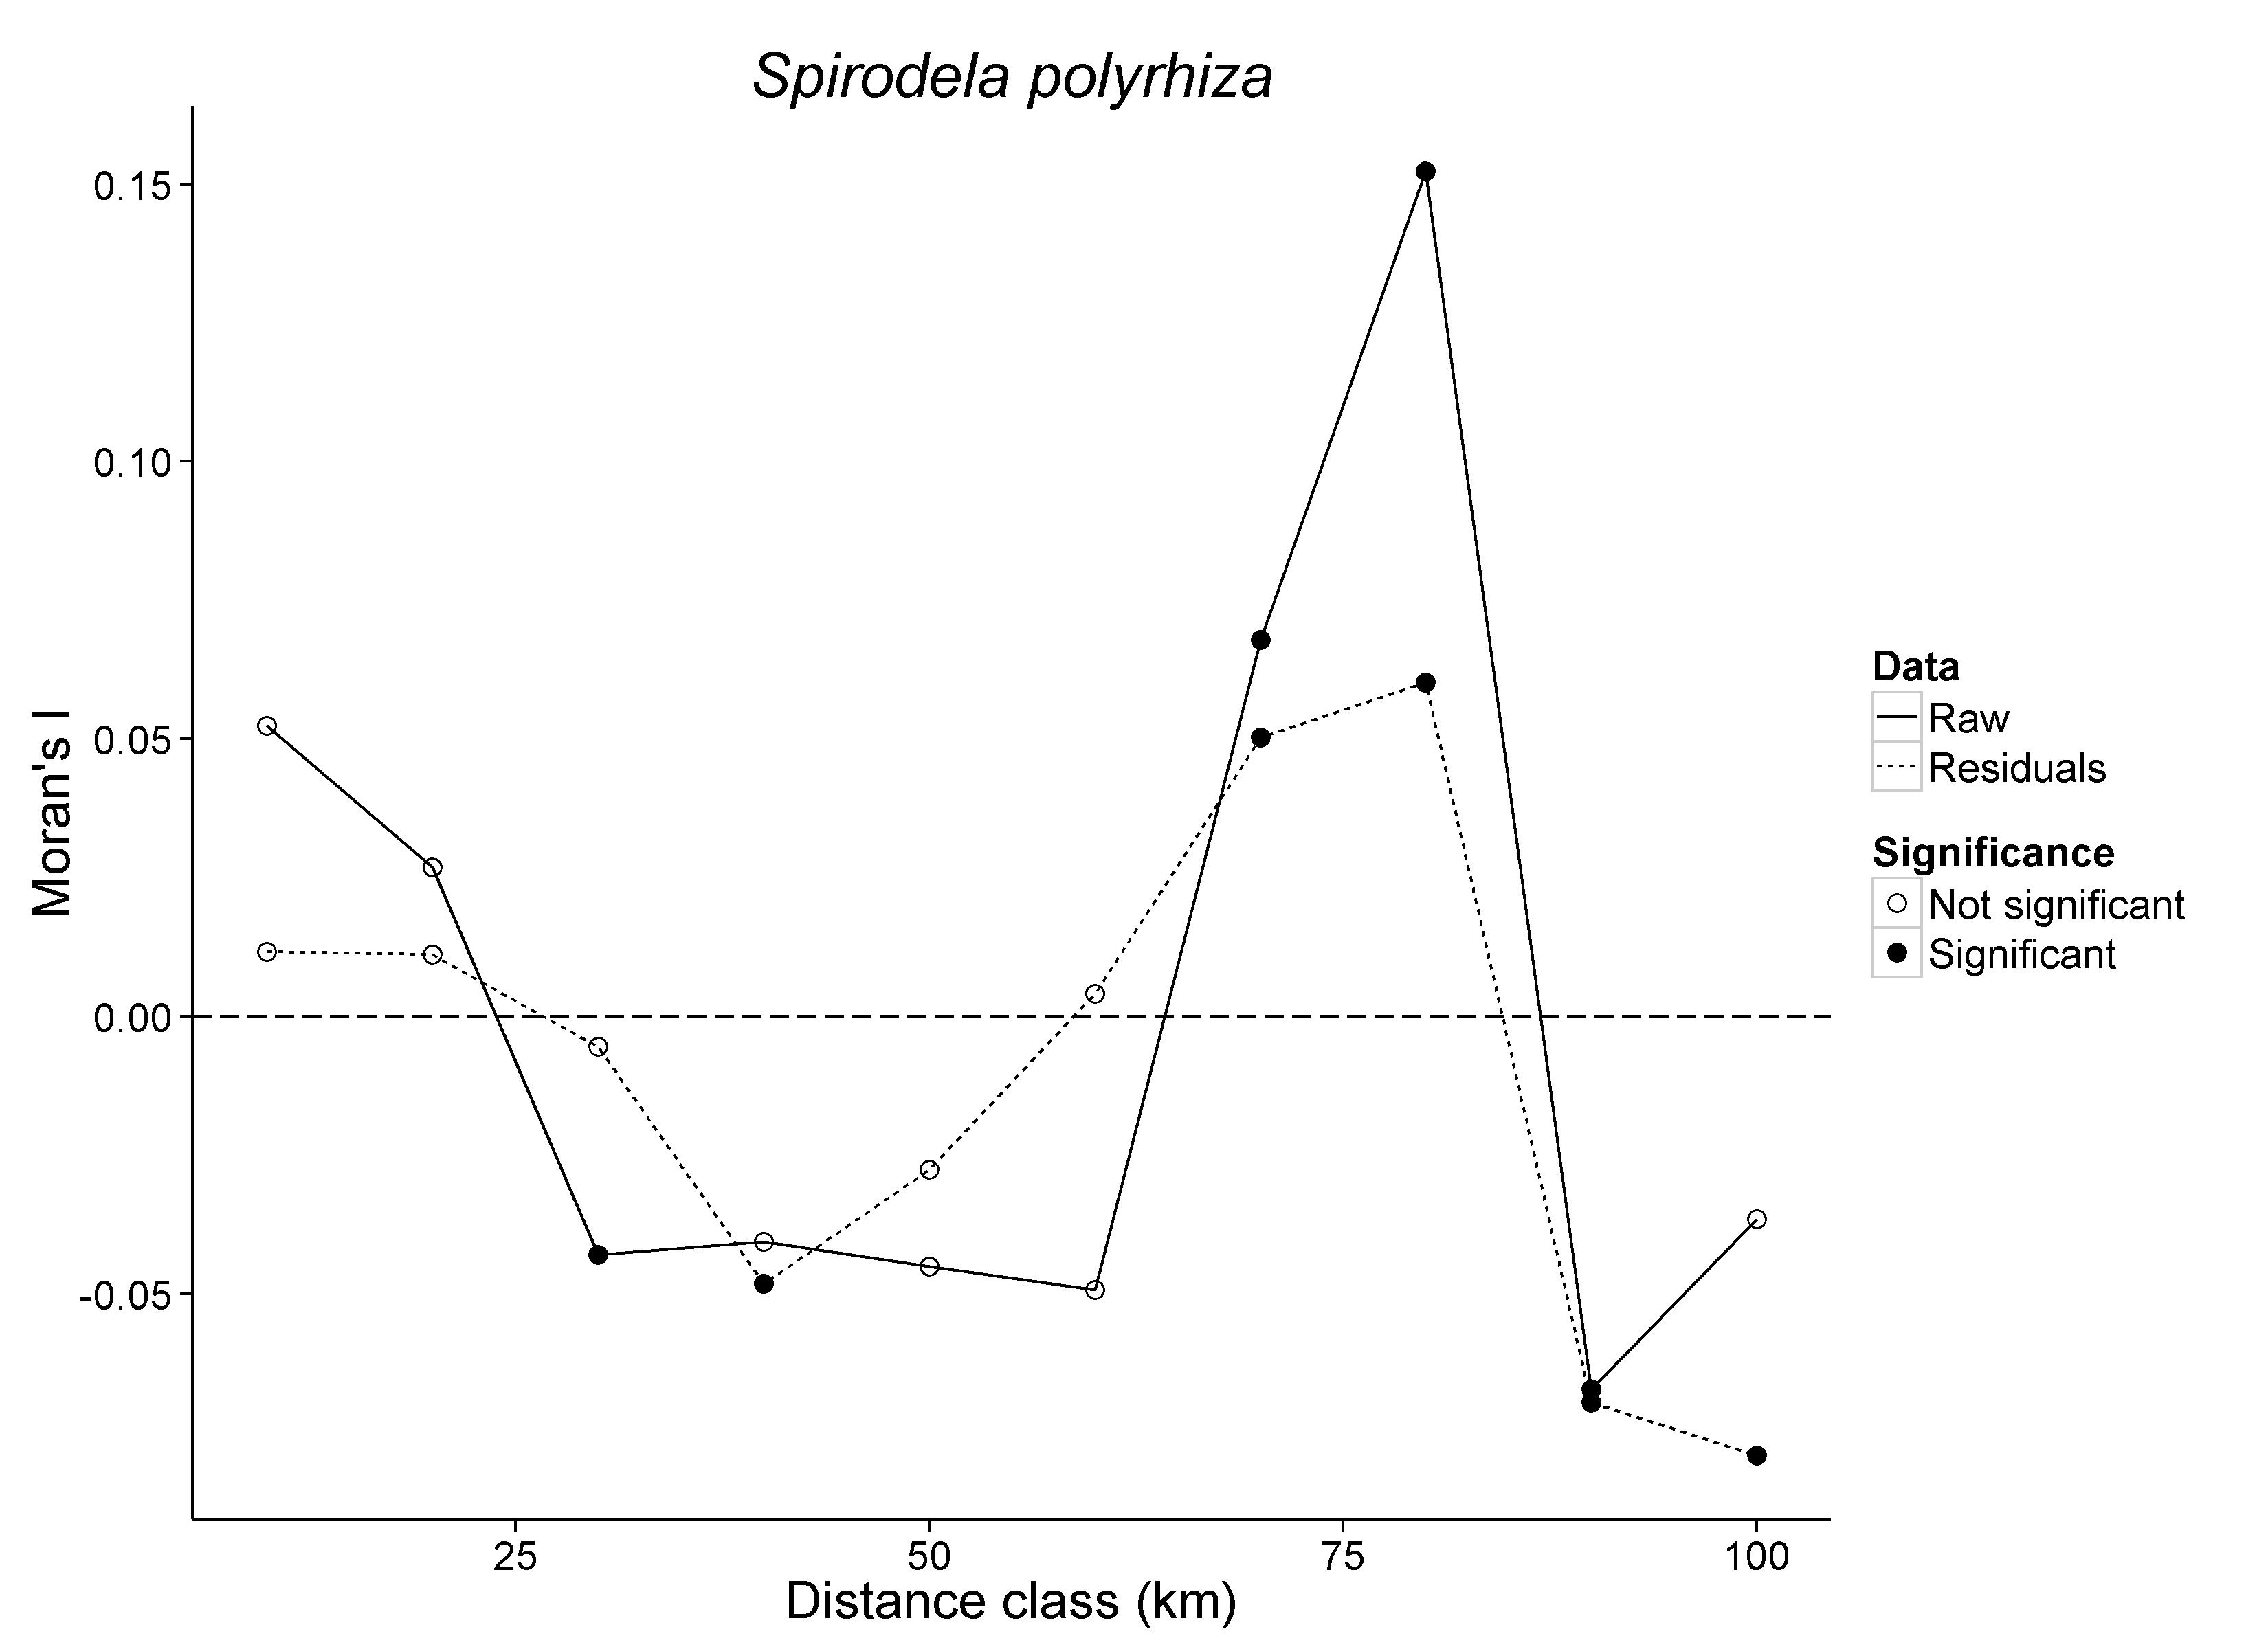 Spirodela polyrhiza
0.15
0.10
0.05
0.00
-0.05
Moran's I
25 50 75 100
Distance class (km)
Data
Raw
Residuals
Significance
Not significant
Significant